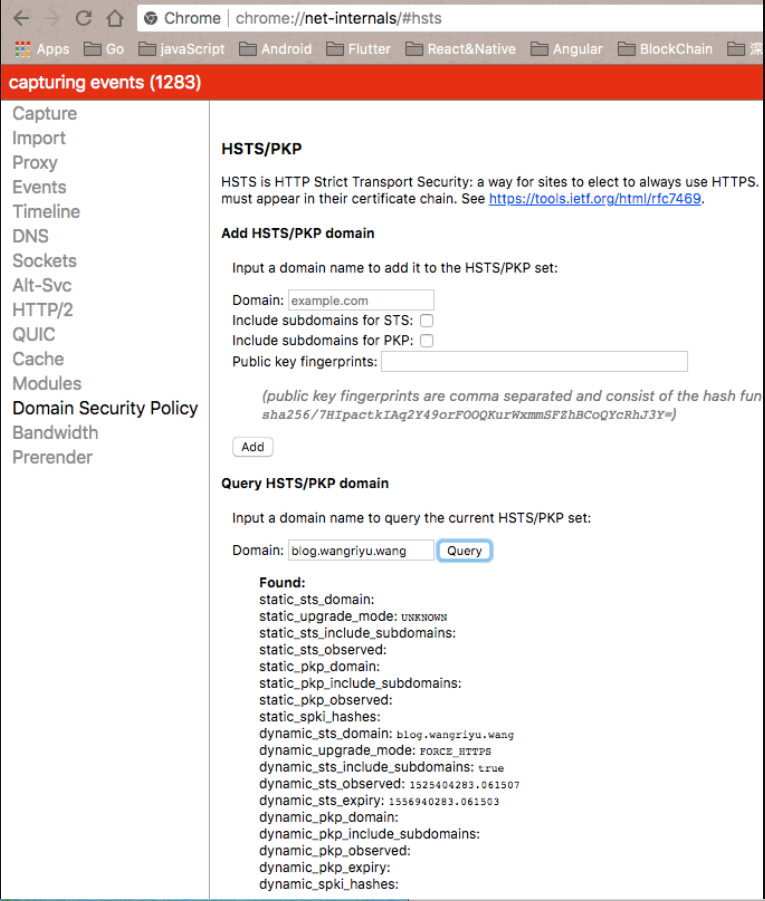 Chrome | chrome://net-internals/#hsts
Apps Go javaScript Android Flutter React&Native Angular BlockChain 深
capturing events (1283)
Capture
Import
Proxy
Events
Timeline
DNS
Sockets
Alt-Svc
HTTP/2
QUIC
Cache
Modules
Domain Security Policy
Bandwidth
Prerender
HSTS/PKP
HSTS is HTTP Strict Transport Security: a way for sites to elect to always use HTTPS.
must appear in their certificate chain. See https://tools.ietf.org/html/rfc7469.
Add HSTS/PKP domain
Input a domain name to add it to the HSTS/PKP set:
Domain: example.com
Include subdomains for STS:
Include subdomains for PKP:
Public key fingerprints:
(public key fingerprints are comma separated and consist of the hash fun
sha256/7HIpactkIAq2Y49orFOOQKurWxmmSFZhBCoQYcRhJ3Y=)
Add
Query HSTS/PKP domain
Input a domain name to query the current HSTS/PKP set:
Domain: blog.wangriyu.wang Query
Found:
static_sts_domain:
static_upgrade_mode: UNKNOWN
static_sts_include_subdomains:
static_sts_observed:
static_pkp_domain:
static_pkp_include_subdomains:
static_pkp_observed:
static_spki_hashes:
dynamic_sts_domain: blog.wangriyu.wang
dynamic_upgrade_mode: FORCE_HTTPS
dynamic_sts_include_subdomains: true
dynamic_sts_observed: 1525404283.061507
dynamic_sts_expiry: 1556940283.061503
dynamic_pkp_domain:
dynamic_pkp_include_subdomains:
dynamic_pkp_observed:
dynamic_pkp_expiry:
dynamic_spki_hashes: